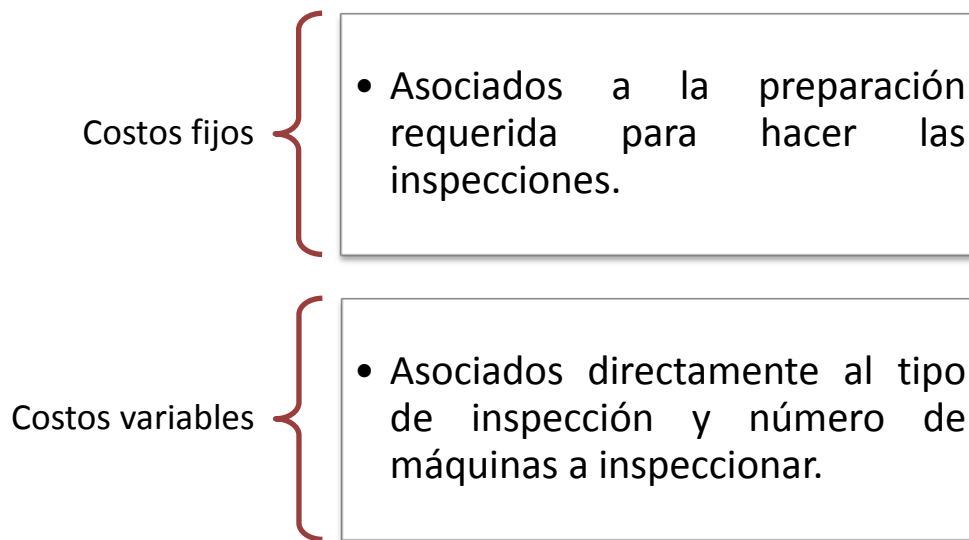 Costos fijos
• Asociados a la preparación
requerida para hacer las
inspecciones.
Costos variables
• Asociados directamente al tipo
de inspección y número de
máquinas a inspeccionar.